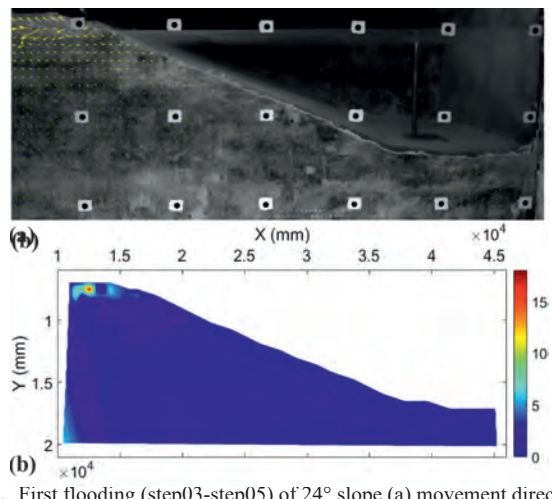 (a)
(b)
X (mm)
×10⁴
1 1.5 2 2.5 3 3.5 4 4.5
Y (mm)
1
1.5
2
×10⁴
15
10
5
0
(b)
First flooding (step03-step05) of 24° slope (a) movement direc